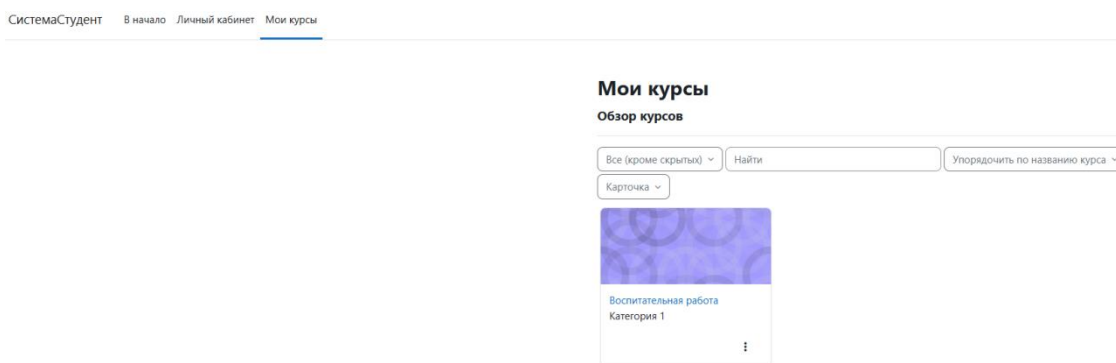 СистемаСтудент В начало Личный кабинет Мои курсы
Мои курсы
Обзор курсов
Все (кроме скрытых) Найти Упорядочить по названию курса
Карточка
Воспитательная работа
Категория 1